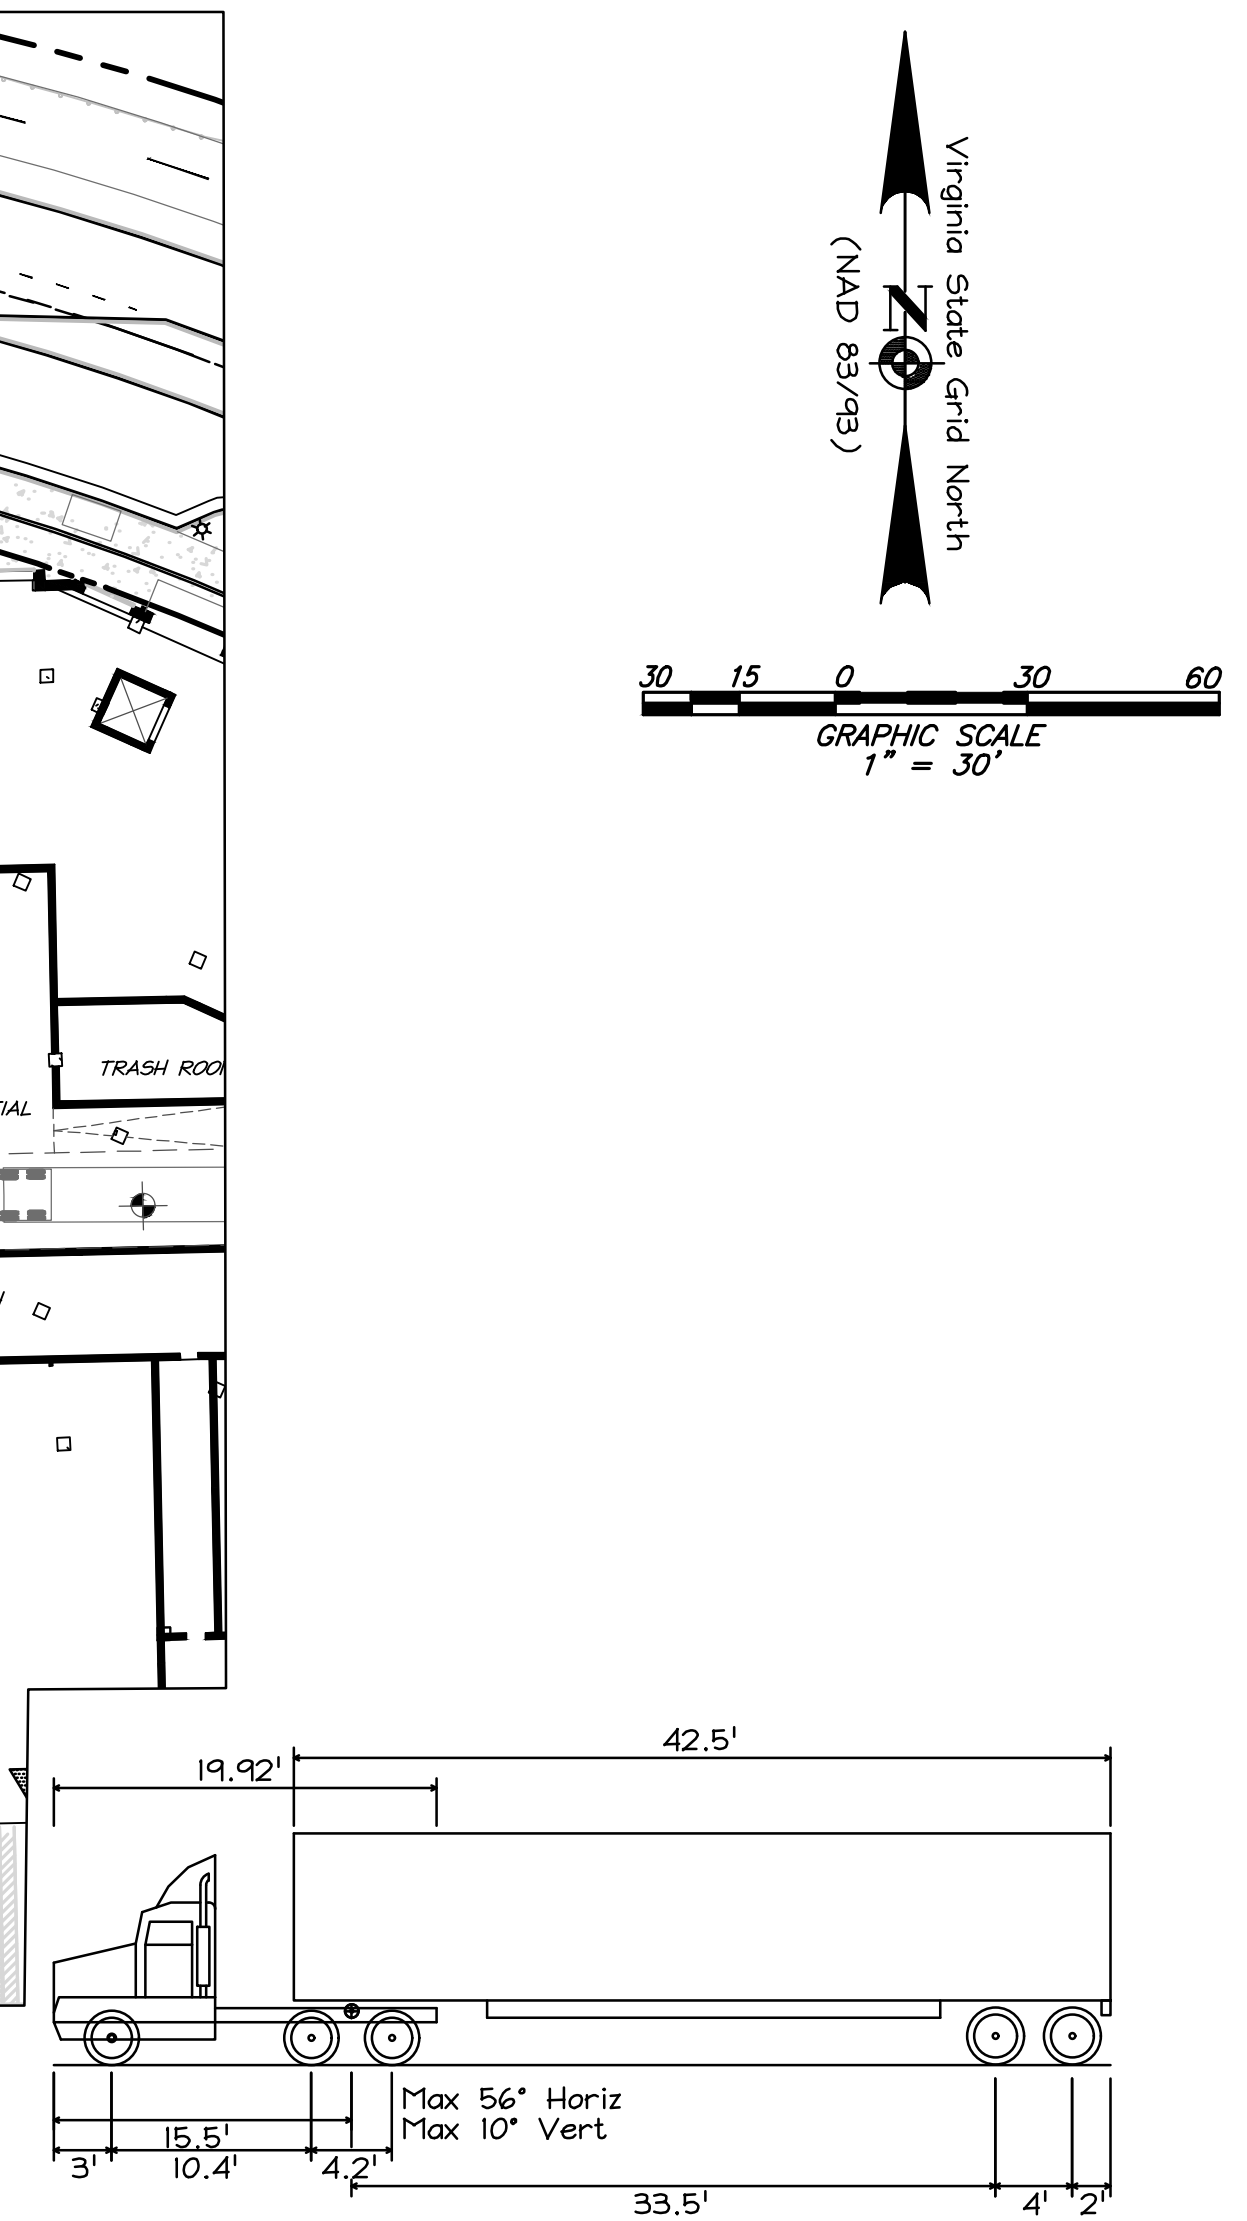 Virginia State Grid North
(NAD 83/93)
N
30 15 0 30 60
GRAPHIC SCALE
1" = 30'
TRASH ROO
TIAL
42.5'
19.92'
Max 56° Horiz
Max 10° Vert
15.5'
3' 10.4' 4.2'
33.5' 4' 2'